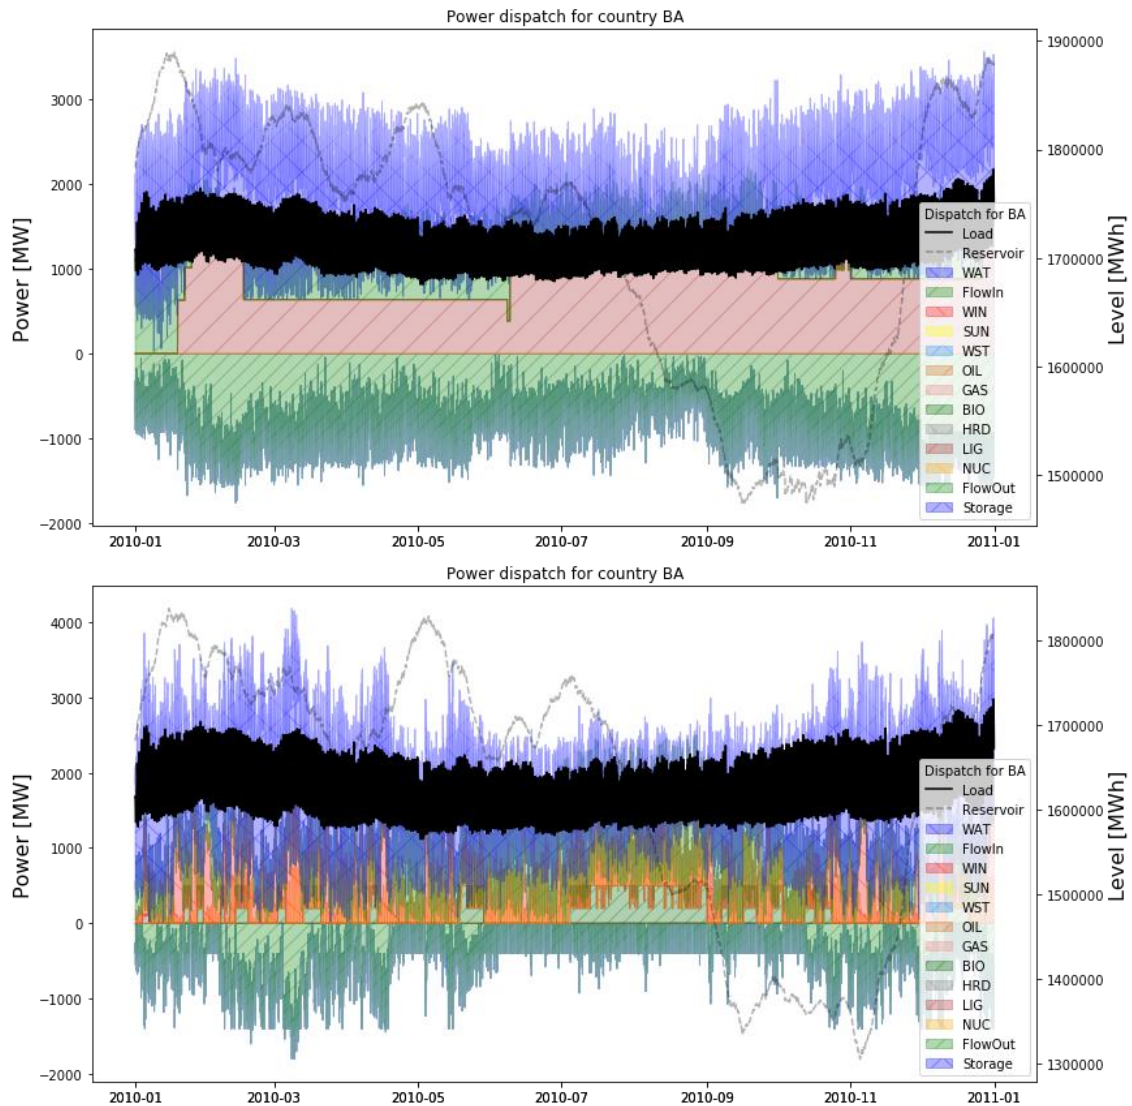 Power dispatch for country BA
Power [MW]
3000
2000
1000
0
−1000
−2000
2010-01
2010-03
2010-05
2010-07
2010-09
2010-11
2011-01
1900000
1800000
1700000
1600000
1500000
Level [MWh]
Dispatch for BA
Load
Reservoir
WAT
FlowIn
WIN
SUN
WST
OIL
GAS
BIO
HRD
LIG
NUC
FlowOut
Storage
Power dispatch for country BA
Power [MW]
4000
3000
2000
1000
0
−1000
−2000
2010-01
2010-03
2010-05
2010-07
2010-09
2010-11
2011-01
1800000
1700000
1600000
1500000
1400000
1300000
Level [MWh]
Dispatch for BA
Load
Reservoir
WAT
FlowIn
WIN
SUN
WST
OIL
GAS
BIO
HRD
LIG
NUC
FlowOut
Storage